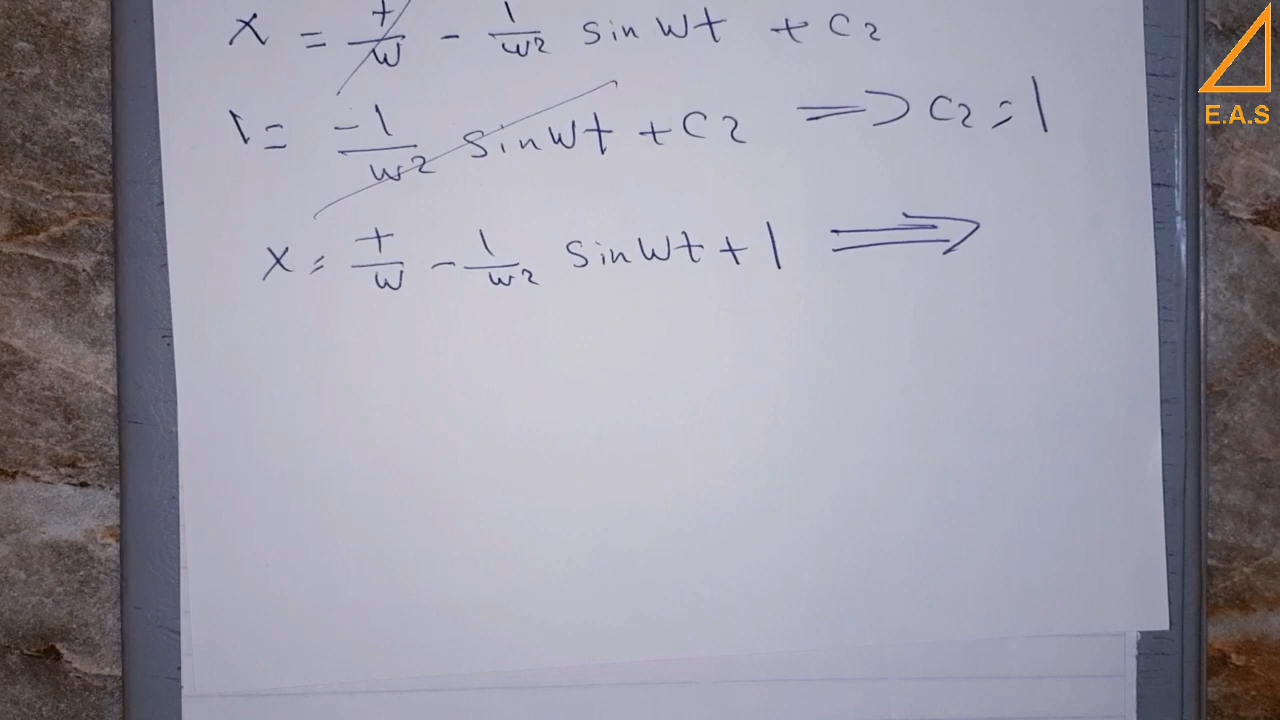 x = t/w - 1/w2 sin wt + c2
1 = -1/w2 sin wt + c2 => c2 = 1
x = t/w - 1/w2 sin wt + 1 =>
E.A.S